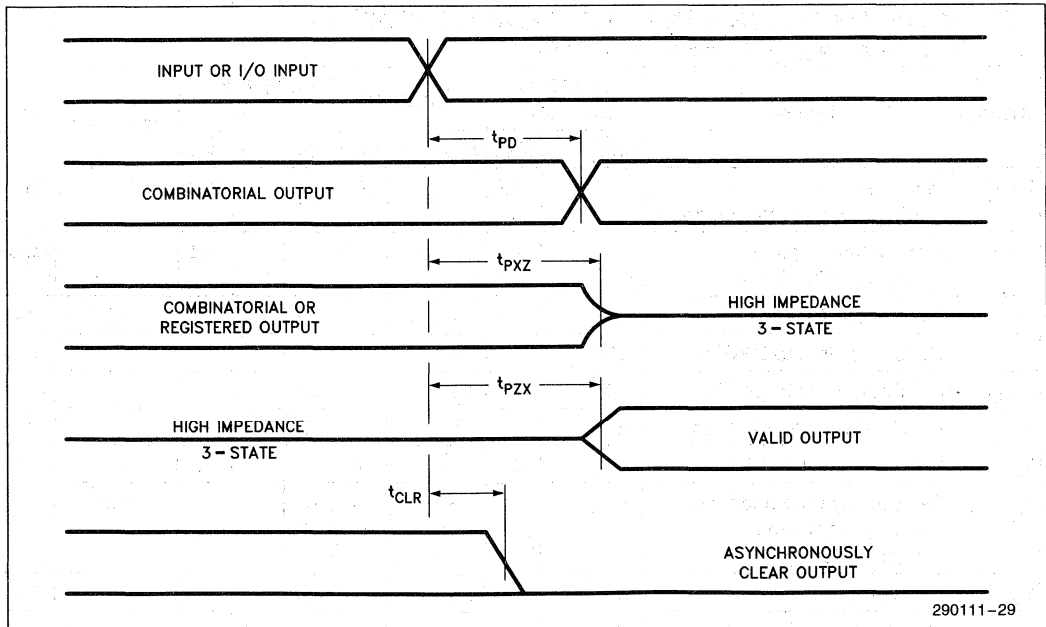 INPUT OR I/O INPUT
tPD
COMBINATORIAL OUTPUT
tPXZ
COMBINATORIAL OR
REGISTERED OUTPUT
HIGH IMPEDANCE
3-STATE
tPZX
HIGH IMPEDANCE
3-STATE
VALID OUTPUT
tCLR
ASYNCHRONOUSLY
CLEAR OUTPUT
290111-29